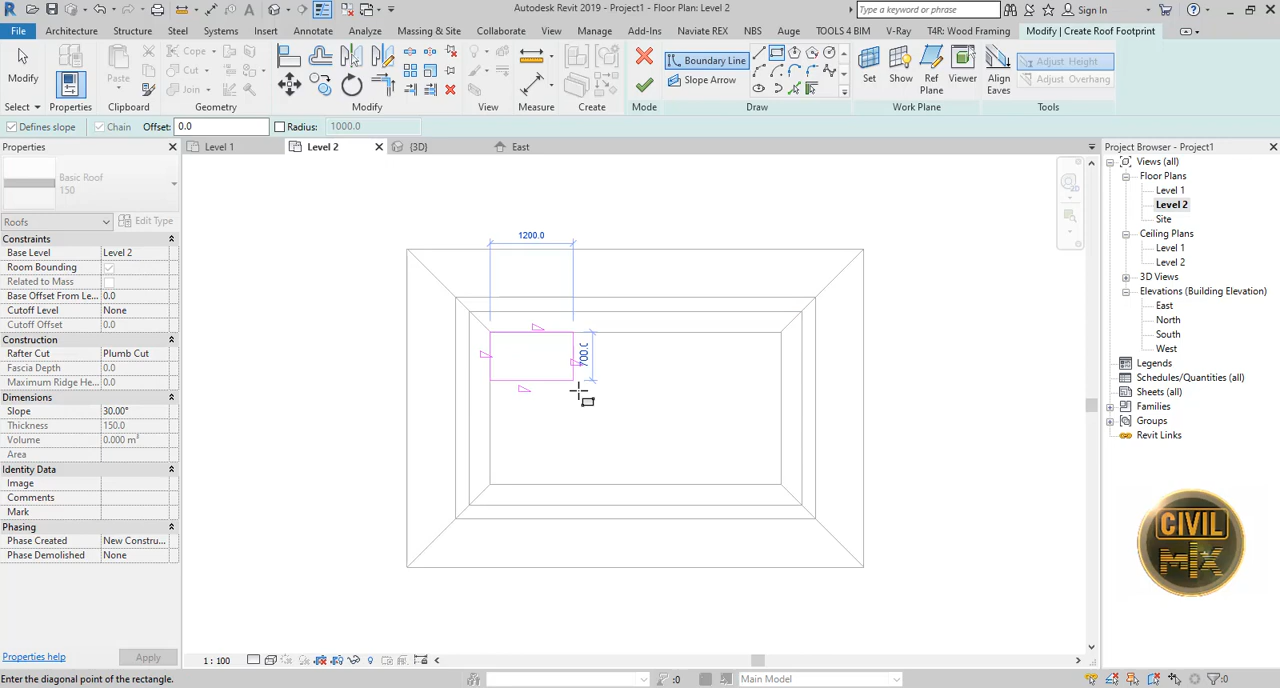 Autodesk Revit 2019 - Project1 - Floor Plan: Level 2
Type a keyword or phrase
Sign In
File Architecture Structure Steel Systems Insert Annotate Analyze Massing & Site Collaborate View Manage Add-Ins Naviate REX NBS Auge TOOLS 4 BIM V-Ray T4R: Wood Framing Modify | Create Roof Footprint
Modify Properties Paste Cope Cut Join
Boundary Line
Slope Arrow
Set Show Ref Plane Viewer Align Eaves
Adjust Height
Adjust Overhang
Select Properties Clipboard Geometry Modify View Measure Create Mode Draw Work Plane Tools
Defines slope Chain Offset: 0.0 Radius: 1000.0
Properties
Level 1 Level 2 {3D} East
Project Browser - Project1
Basic Roof
150
Roofs Edit Type
Constraints
Base Level Level 2
Room Bounding
Related to Mass
Base Offset From Le... 0.0
Cutoff Level None
Cutoff Offset 0.0
Construction
Rafter Cut Plumb Cut
Fascia Depth 0.0
Maximum Ridge He... 0.0
Dimensions
Slope 30.00°
Thickness 150.0
Volume 0.000 m³
Area
Identity Data
Image
Comments
Mark
Phasing
Phase Created New Constru...
Phase Demolished None
Properties help Apply
1200.0
700.0
Views (all)
Floor Plans
Level 1
Level 2
Site
Ceiling Plans
Level 1
Level 2
3D Views
Elevations (Building Elevation)
East
North
South
West
Legends
Schedules/Quantities (all)
Sheets (all)
Families
Groups
Revit Links
CIVIL
MIX
1 : 100
Enter the diagonal point of the rectangle.
:0 Main Model :0